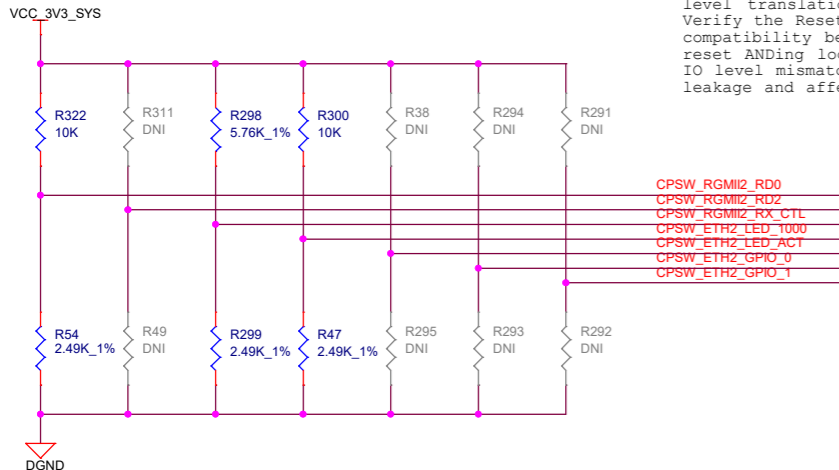 VCC_3V3_SYS
level translatio
Verify the Reset
compatibility be
reset ANDing lo
IO level mismat
leakage and affe
R322
10K
R311
DNI
R298
5.76K_1%
R300
10K
R38
DNI
R294
DNI
R291
DNI
CPSW_RGMII2_RD0
CPSW_RGMII2_RD2
CPSW_RGMII2_RX_CTL
CPSW_ETH2_LED_1000
CPSW_ETH2_LED_ACT
CPSW_ETH2_GPIO_0
CPSW_ETH2_GPIO_1
R54
2.49K_1%
R49
DNI
R299
2.49K_1%
R47
2.49K_1%
R295
DNI
R293
DNI
R292
DNI
DGND